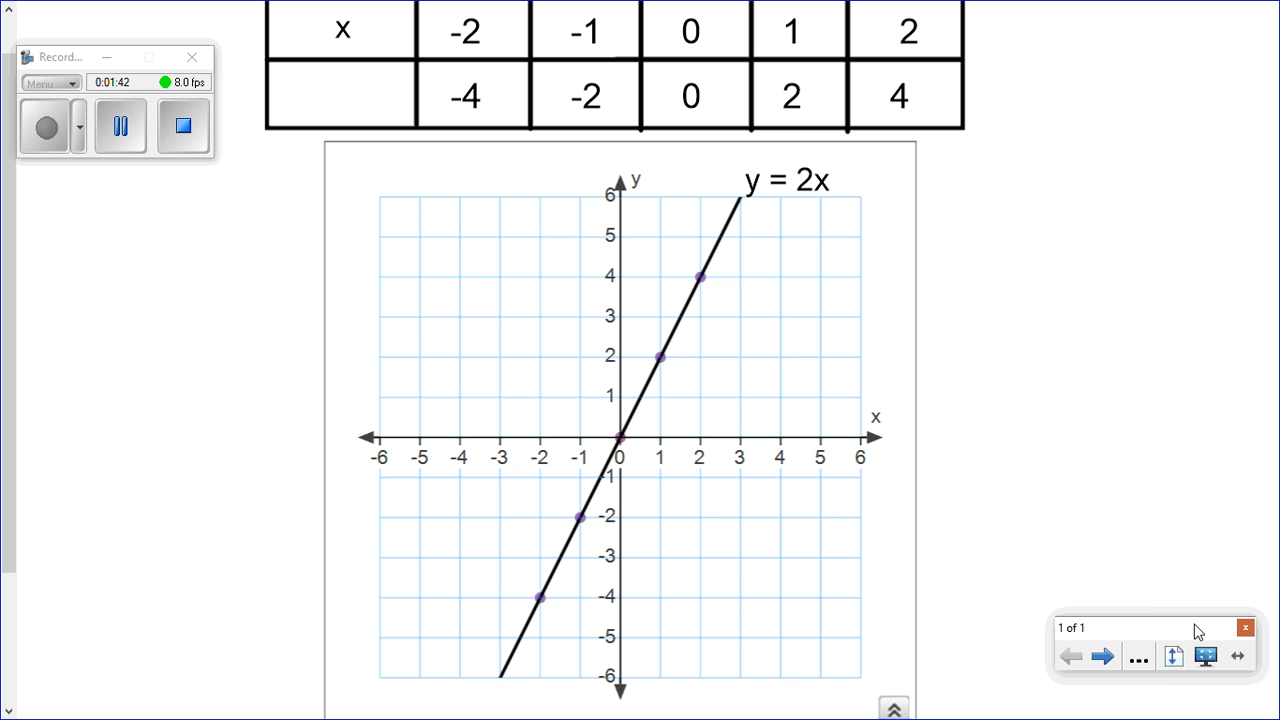 x -2 -1 0 1 2
-4 -2 0 2 4
Record...
Menu 0:01:42 8.0 fps
y = 2x
y
6
5
4
3
2
1
x
-6 -5 -4 -3 -2 -1 0 1 2 3 4 5 6
-1
-2
-3
-4
-5
-6
1 of 1
...